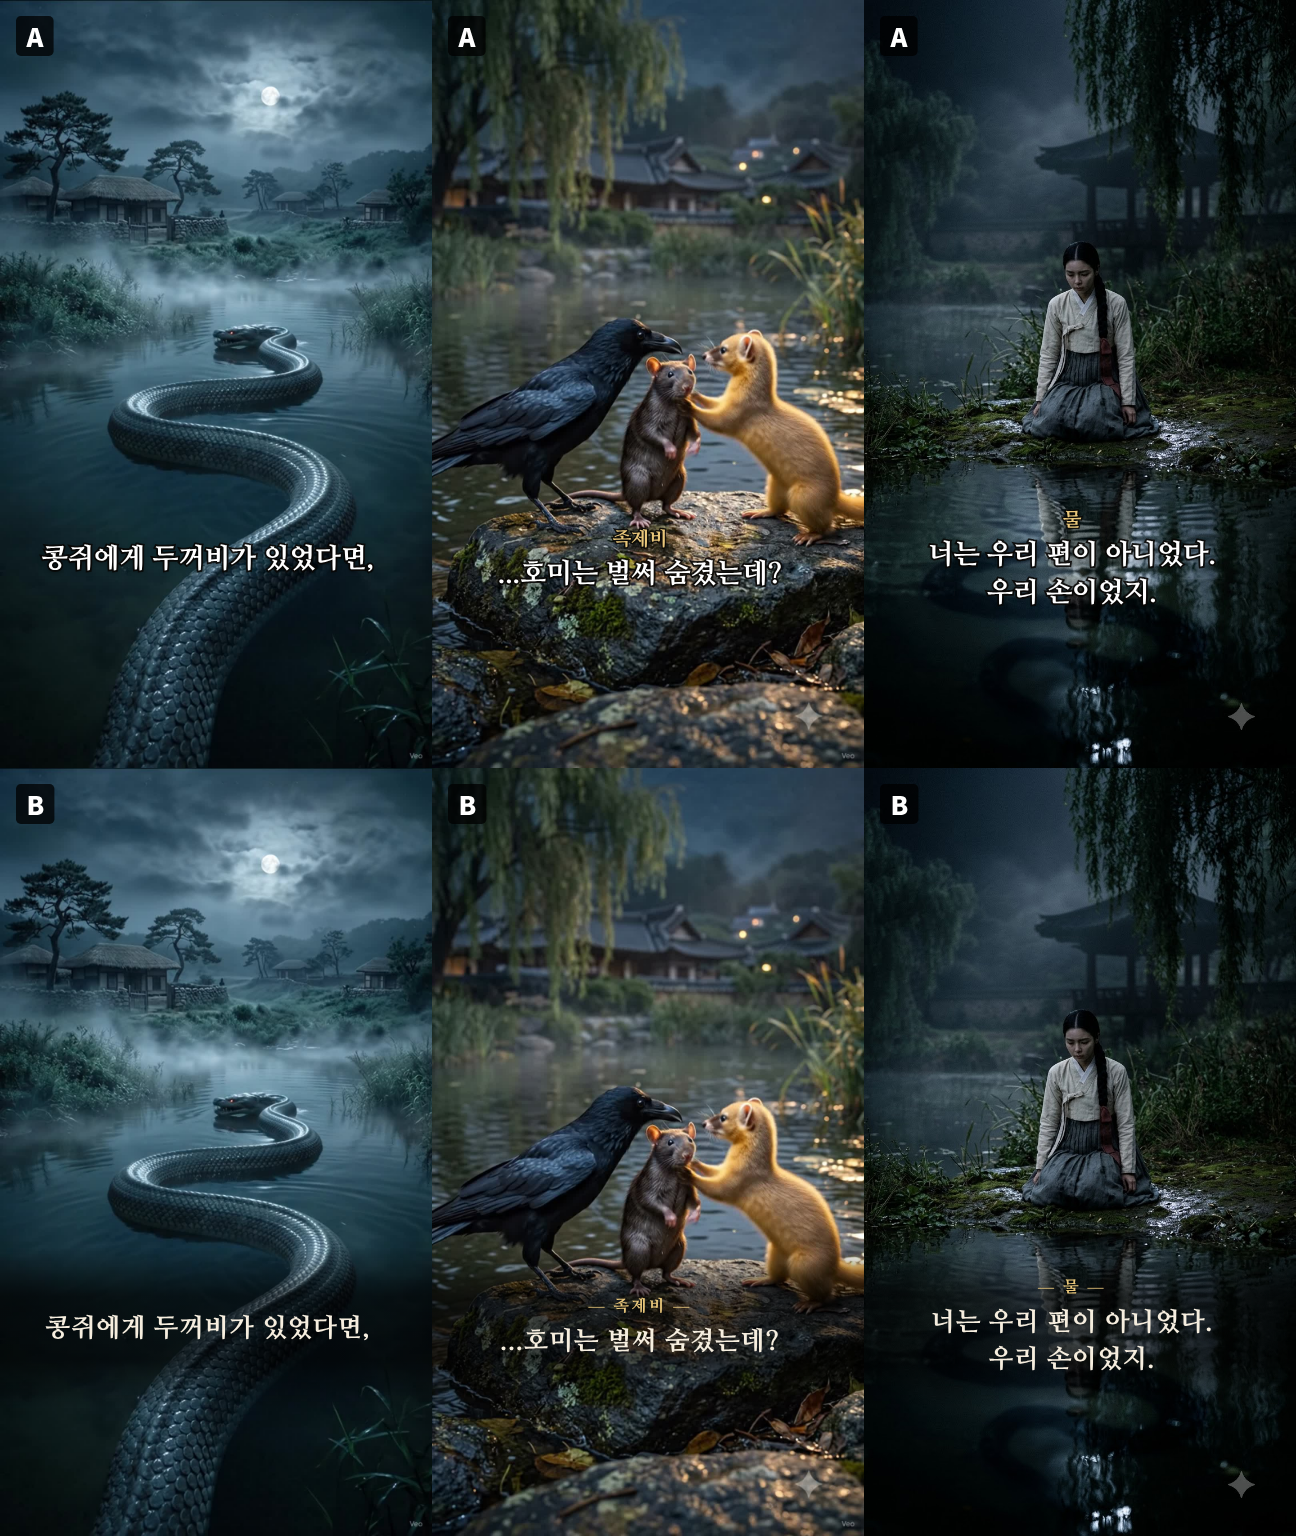 A
A
A
콩쥐에게 두꺼비가 있었다면,
족제비
...호미는 벌써 숨겼는데?
물
너는 우리 편이 아니었다.
우리 손이었지.
Veo
Veo
B
B
B
콩쥐에게 두꺼비가 있었다면,
— 족제비 —
...호미는 벌써 숨겼는데?
— 물 —
너는 우리 편이 아니었다.
우리 손이었지.
Veo
Veo